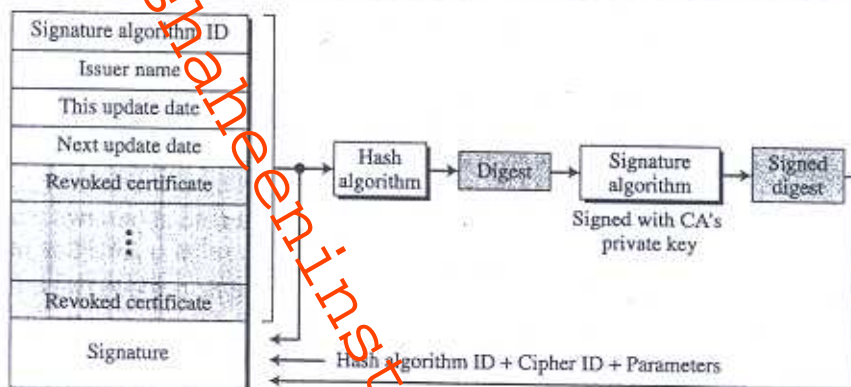 Signature algorithm ID
Issuer name
This update date
Next update date
Revoked certificate
Revoked certificate
Signature
Hash
algorithm
Digest
Signature
algorithm
Signed with CA's
private key
Signed
digest
Hash algorithm ID + Cipher ID + Parameters
shaheeninst